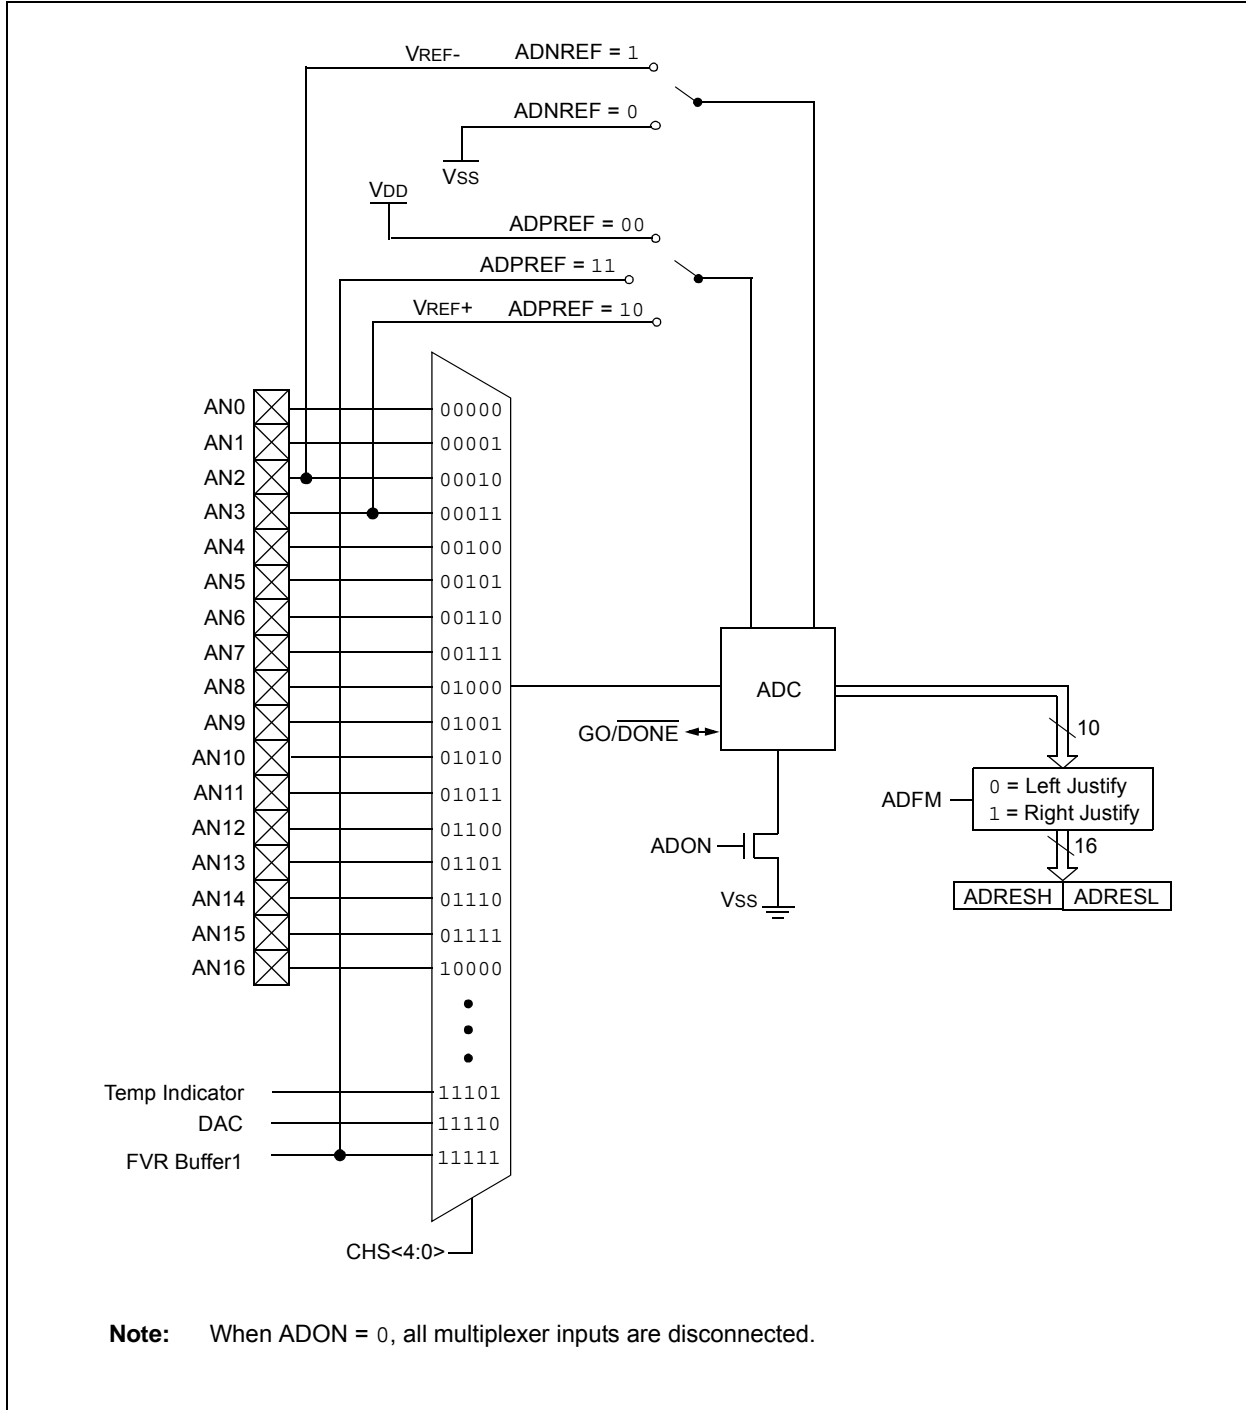 VREF- ADNREF = 1
ADNREF = 0
VSS
VDD
ADPREF = 00
ADPREF = 11
VREF+ ADPREF = 10
AN0 00000
AN1 00001
AN2 00010
AN3 00011
AN4 00100
AN5 00101
AN6 00110
AN7 00111
AN8 01000
AN9 01001
AN10 01010
AN11 01011
AN12 01100
AN13 01101
AN14 01110
AN15 01111
AN16 10000
Temp Indicator 11101
DAC 11110
FVR Buffer1 11111
CHS<4:0>
ADC
GO/DONE
ADON
VSS
10
ADFM
0 = Left Justify
1 = Right Justify
16
ADRESH ADRESL
Note: When ADON = 0, all multiplexer inputs are disconnected.